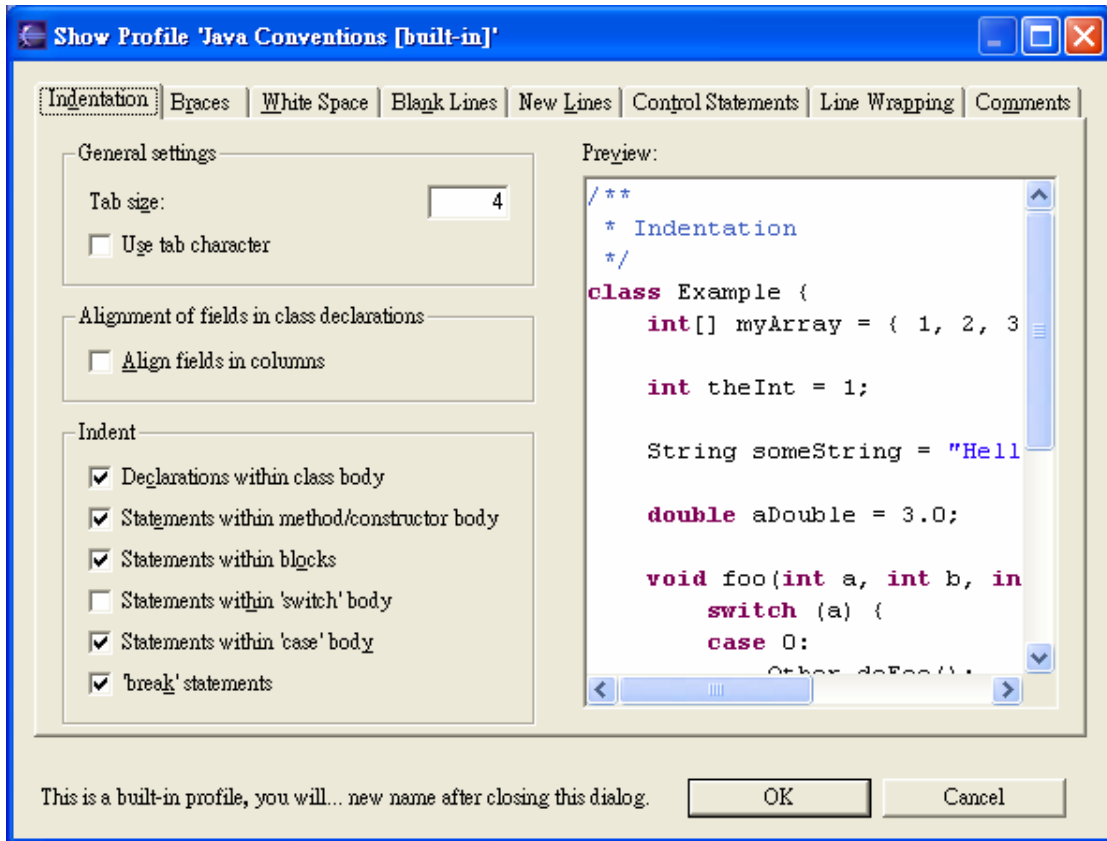 Show Profile 'Java Conventions [built-in]'
Indentation Braces White Space Blank Lines New Lines Control Statements Line Wrapping Comments
General settings
Tab size: 4
Use tab character
Alignment of fields in class declarations
Align fields in columns
Indent
Declarations within class body
Statements within method/constructor body
Statements within blocks
Statements within 'switch' body
Statements within 'case' body
'break' statements
Preview:
/**
 * Indentation
 */
class Example {
    int[] myArray = { 1, 2, 3
    int theInt = 1;
    String someString = "Hell
    double aDouble = 3.0;
    void foo(int a, int b, in
        switch (a) {
        case 0:
            Other.doFoo();
This is a built-in profile, you will... new name after closing this dialog.
OK Cancel